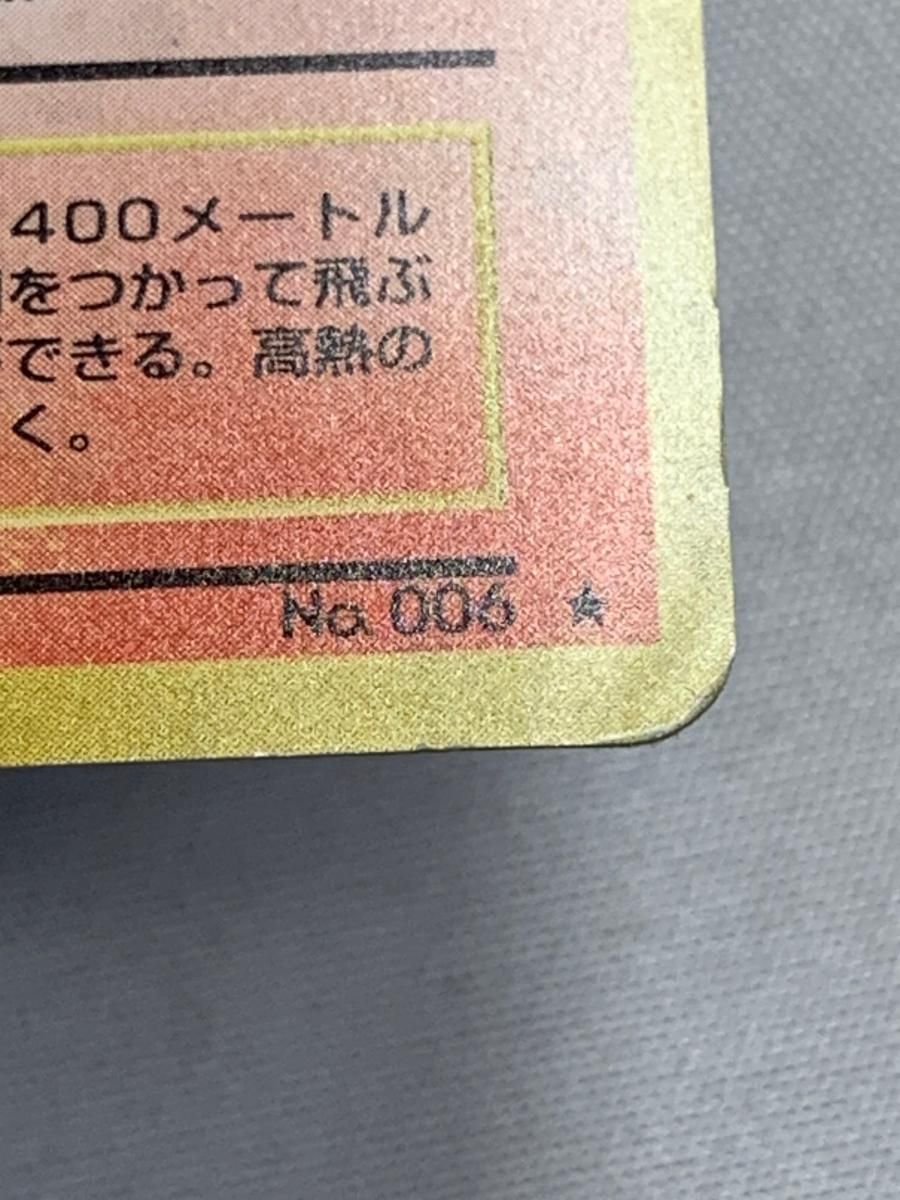 400メートル
をつかって飛ぶ
できる。高熱の
く。
No. 006 ★